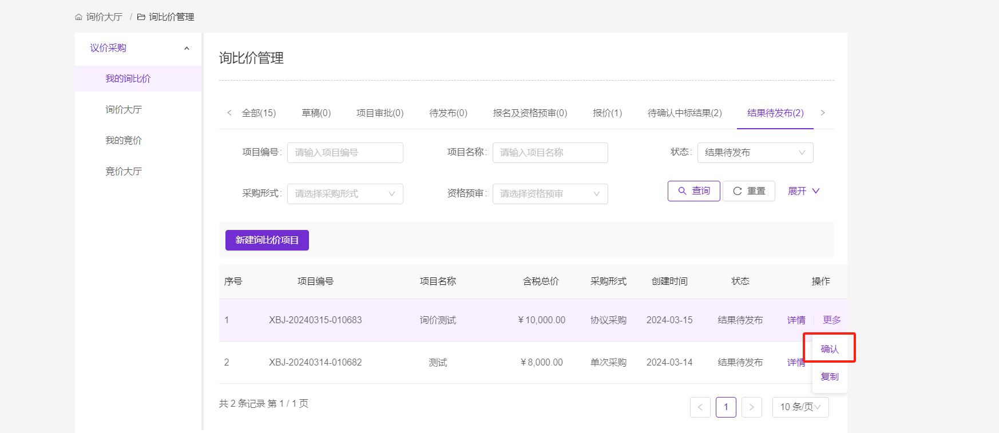 询价大厅 / 询比价管理
议价采购
我的询比价
询价大厅
我的竞价
竞价大厅
询比价管理
全部(15) 草稿(0) 项目审批(0) 待发布(0) 报名及资格预审(0) 报价(1) 待确认中标结果(2) 结果待发布(2)
项目编号: 请输入项目编号 项目名称: 请输入项目名称 状态: 结果待发布
采购形式: 请选择采购形式 资格预审: 请选择资格预审 查询 重置 展开
新建询比价项目
序号 项目编号 项目名称 含税总价 采购形式 创建时间 状态 操作
1 XBJ-20240315-010683 询价测试 ¥10,000.00 协议采购 2024-03-15 结果待发布 详情 更多
确认
2 XBJ-20240314-010682 测试 ¥8,000.00 单次采购 2024-03-14 结果待发布 详情
复制
共 2 条记录 第 1 / 1 页 1 10 条/页